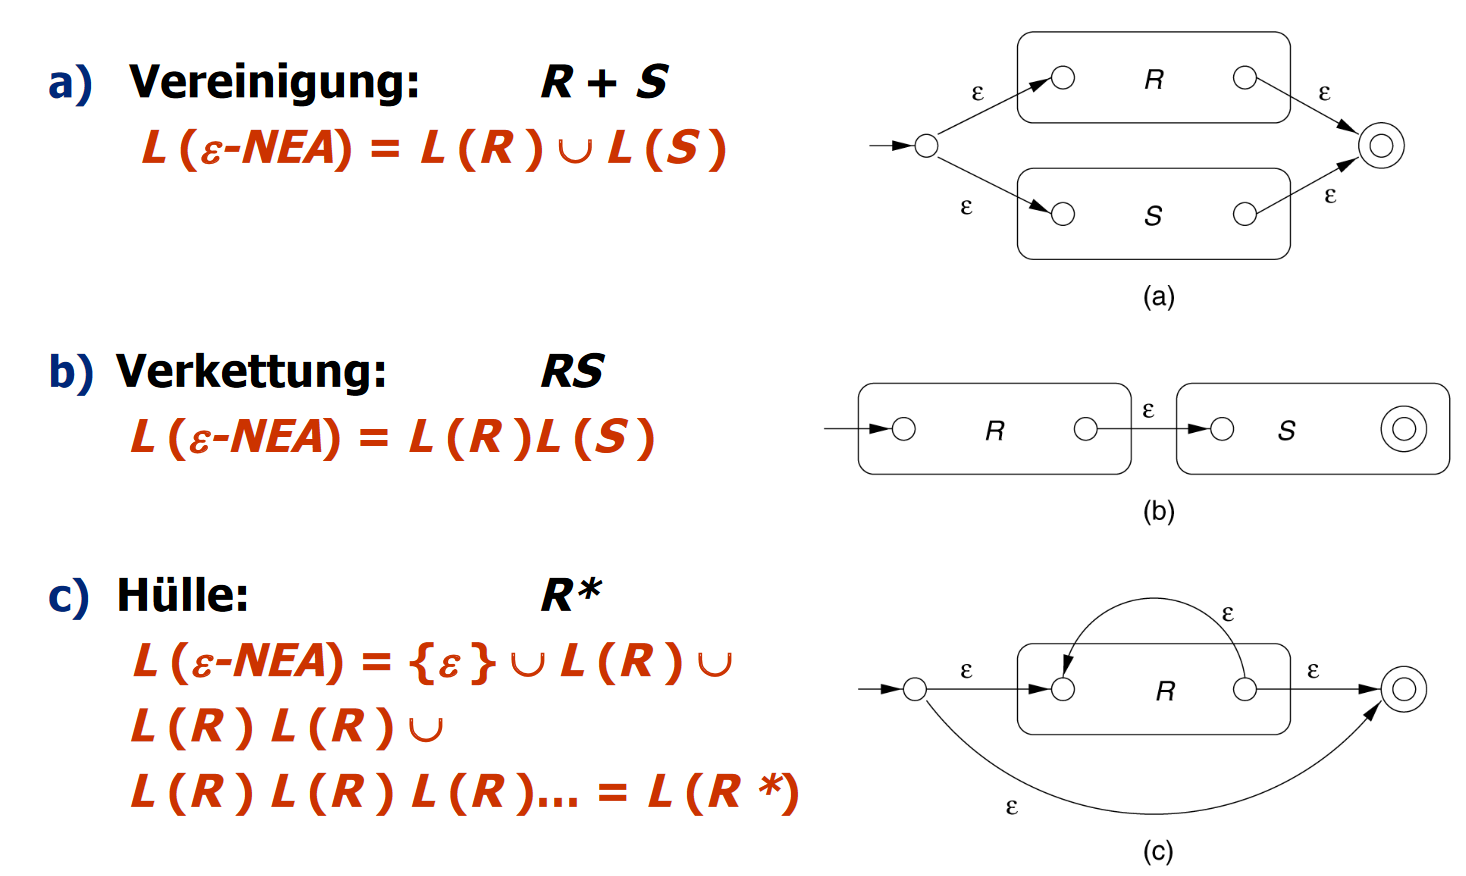 a) Vereinigung: R + S
L (ε-NEA) = L (R ) ∪ L (S )
ε
R
ε
ε
S
ε
(a)
b) Verkettung: RS
L (ε-NEA) = L (R )L (S )
R
ε
S
(b)
c) Hülle: R*
L (ε-NEA) = {ε } ∪ L (R ) ∪
L (R ) L (R ) ∪
L (R ) L (R ) L (R )... = L (R *)
ε
ε
R
ε
ε
(c)